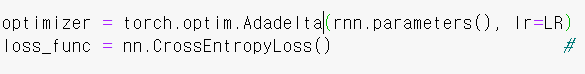 optimizer = torch.optim.Adadelta(rnn.parameters(), lr=LR)
loss_func = nn.CrossEntropyLoss() #